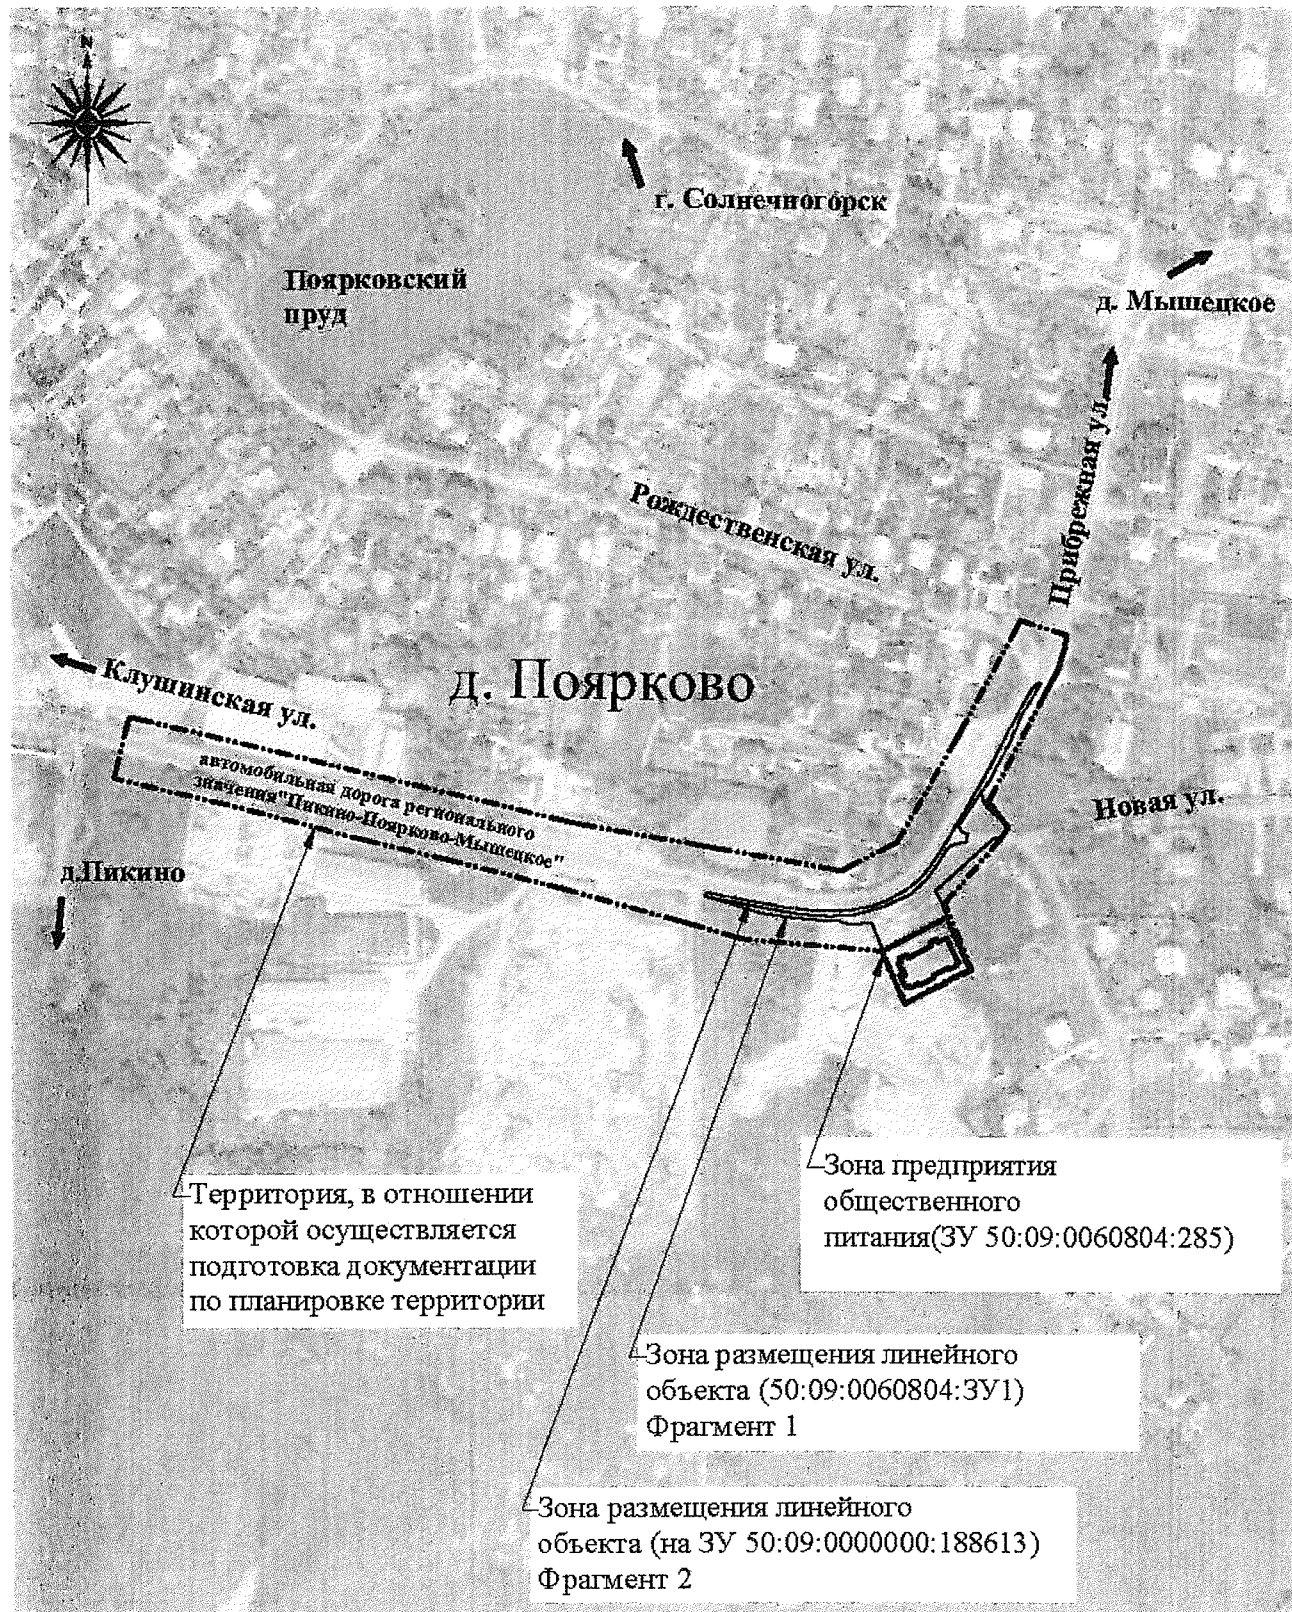 N
г. Солнечногорск
Поярковский
пруд
д. Мышецкое
Прибрежная ул.
Рождественская ул.
Клушинская ул.
д. Поярково
автомобильная дорога регионального
значения"Пикино-Поярково-Мышецкое"
Новая ул.
д.Пикино
Зона предприятия
общественного
питания(ЗУ 50:09:0060804:285)
Территория, в отношении
которой осуществляется
подготовка документации
по планировке территории
Зона размещения линейного
объекта (50:09:0060804:ЗУ1)
Фрагмент 1
Зона размещения линейного
объекта (на ЗУ 50:09:0000000:188613)
Фрагмент 2